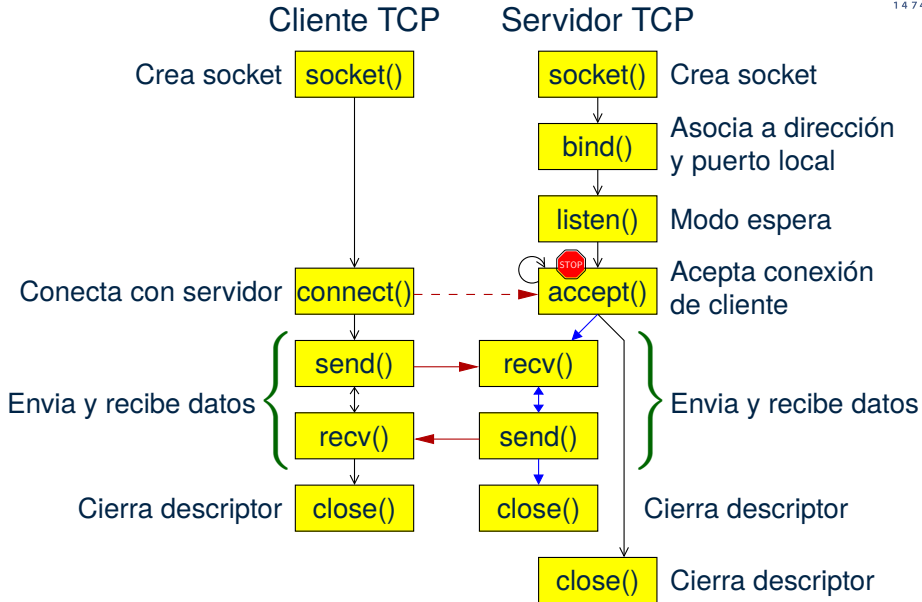 1474
Cliente TCP
Servidor TCP
Crea socket
socket()
socket()
Crea socket
bind()
Asocia a dirección
y puerto local
listen()
Modo espera
STOP
Conecta con servidor
connect()
accept()
Acepta conexión
de cliente
send()
recv()
Envia y recibe datos
Envia y recibe datos
recv()
send()
Cierra descriptor
close()
close()
Cierra descriptor
close()
Cierra descriptor